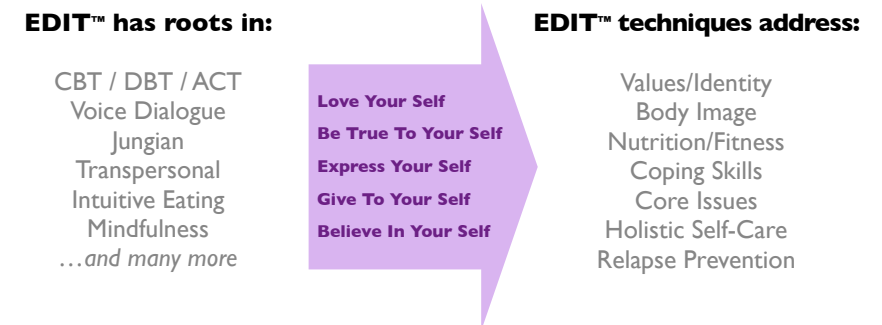 EDIT™ has roots in:
CBT / DBT / ACT
Voice Dialogue
Jungian
Transpersonal
Intuitive Eating
Mindfulness
…and many more
Love Your Self
Be True To Your Self
Express Your Self
Give To Your Self
Believe In Your Self
EDIT™ techniques address:
Values/Identity
Body Image
Nutrition/Fitness
Coping Skills
Core Issues
Holistic Self-Care
Relapse Prevention